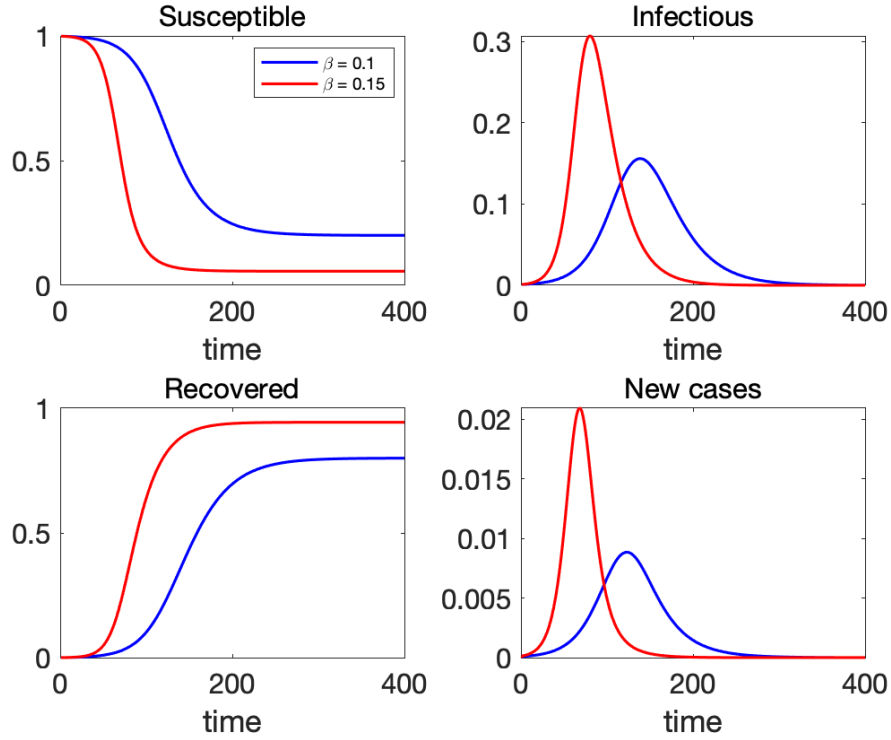 Susceptible
1
0.5
0
0
200
400
time
β = 0.1
β = 0.15
Infectious
0.3
0.2
0.1
0
0
200
400
time
Recovered
1
0.5
0
0
200
400
time
New cases
0.02
0.015
0.01
0.005
0
0
200
400
time